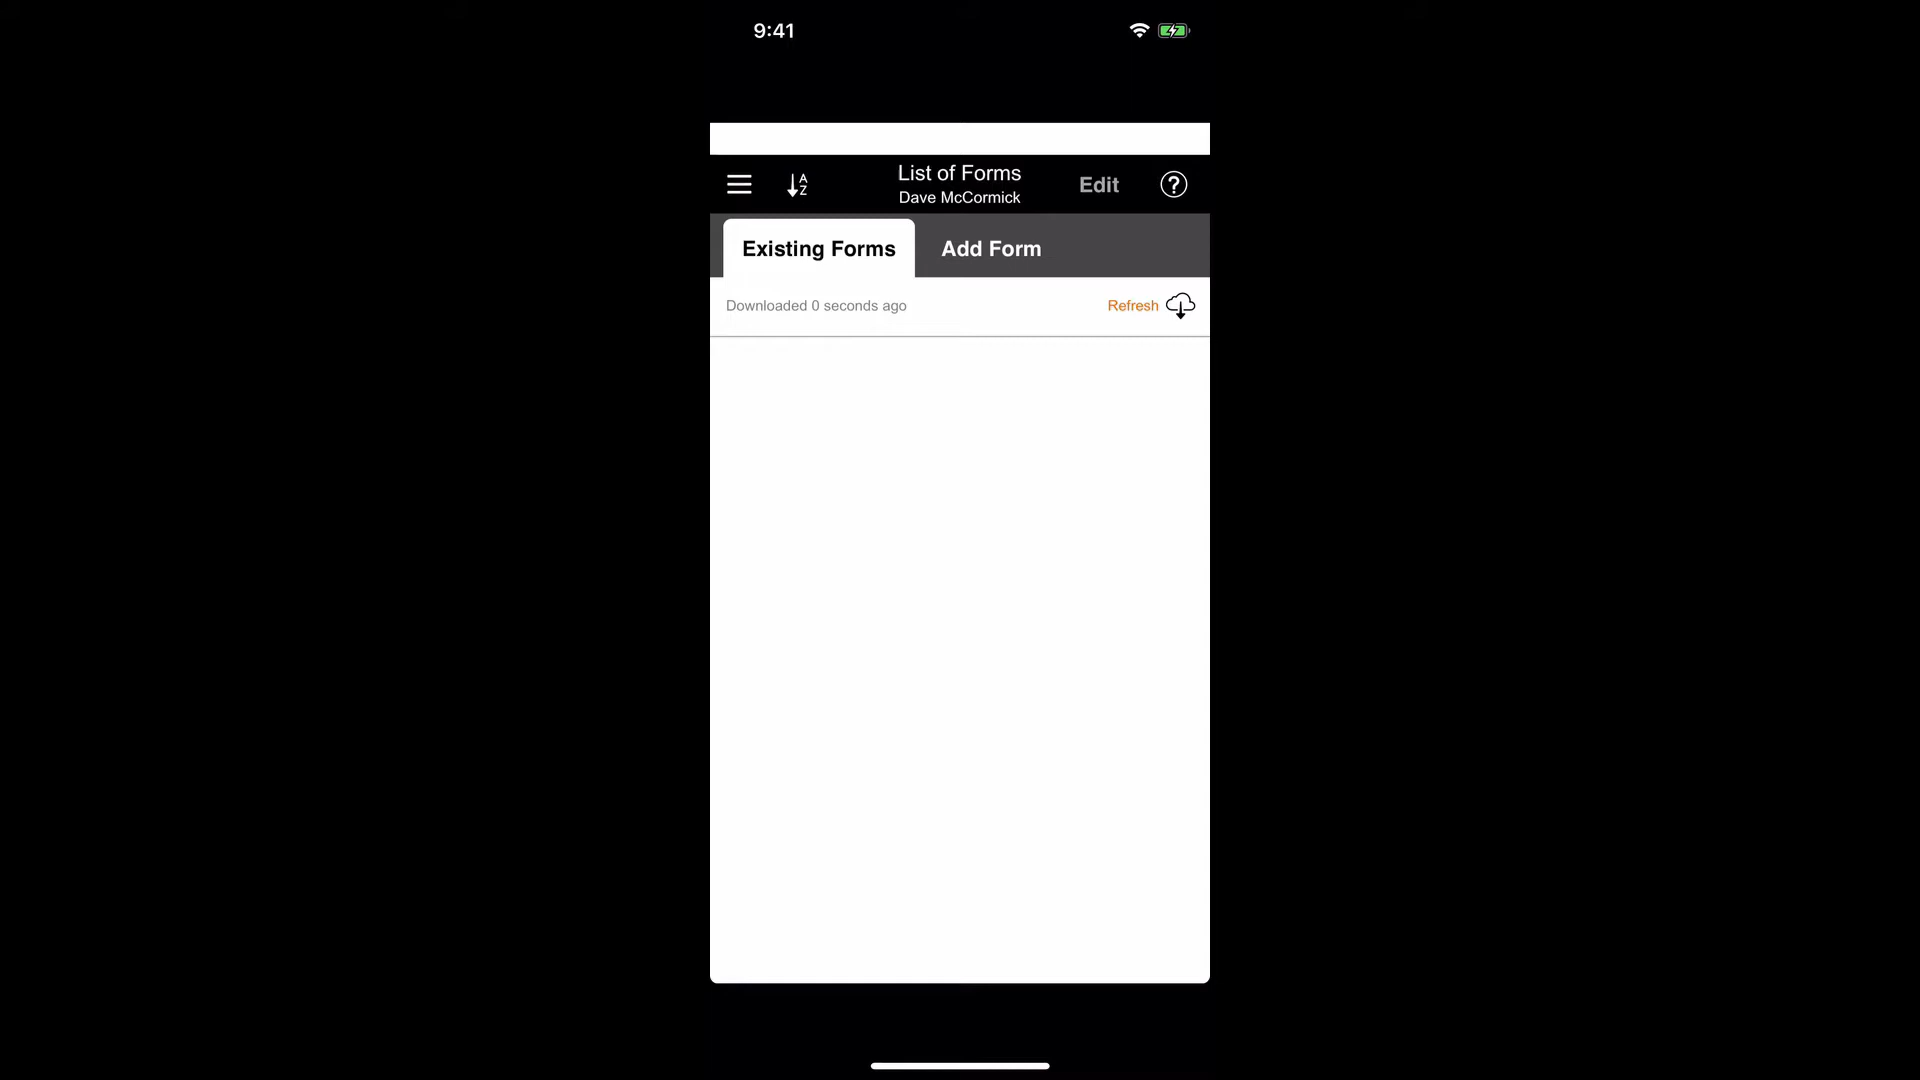 9:41
List of Forms
Dave McCormick
Edit
Existing Forms
Add Form
Downloaded 0 seconds ago
Refresh